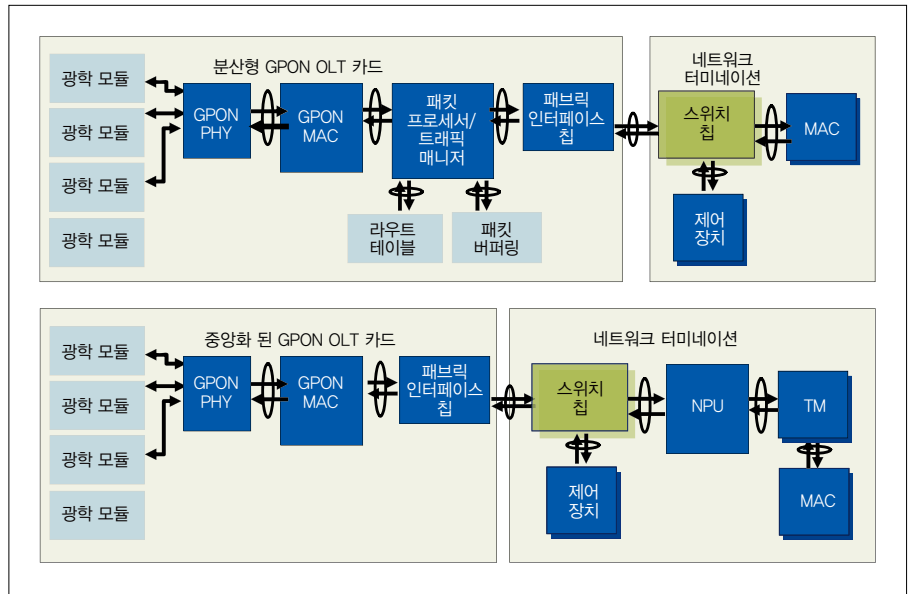 분산형 GPON OLT 카드
광학 모듈
광학 모듈
광학 모듈
광학 모듈
GPON
PHY
GPON
MAC
패킷
프로세서/
트래픽
매니저
패브릭
인터페이스
칩
라우트
테이블
패킷
버퍼링
네트워크
터미네이션
스위치
칩
MAC
제어
장치
중앙화 된 GPON OLT 카드
광학 모듈
광학 모듈
광학 모듈
광학 모듈
GPON
PHY
GPON
MAC
패브릭
인터페이스
칩
네트워크 터미네이션
스위치
칩
NPU
TM
제어
장치
MAC